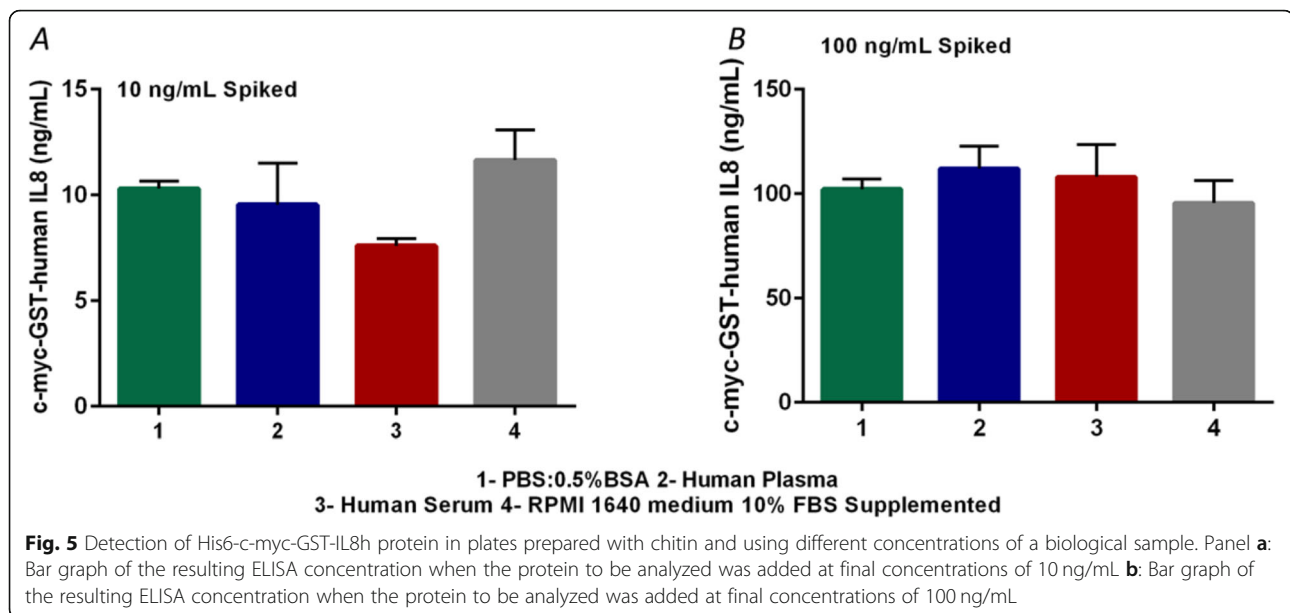 A
10 ng/mL Spiked
c-myc-GST-human IL8 (ng/mL)
15
10
5
0
1 2 3 4
B
100 ng/mL Spiked
c-myc-GST-human IL8 (ng/mL)
150
100
50
0
1 2 3 4
1- PBS:0.5%BSA 2- Human Plasma
3- Human Serum 4- RPMI 1640 medium 10% FBS Supplemented
Fig. 5 Detection of His6-c-myc-GST-IL8h protein in plates prepared with chitin and using different concentrations of a biological sample. Panel a:
Bar graph of the resulting ELISA concentration when the protein to be analyzed was added at final concentrations of 10 ng/mL b: Bar graph of
the resulting ELISA concentration when the protein to be analyzed was added at final concentrations of 100 ng/mL